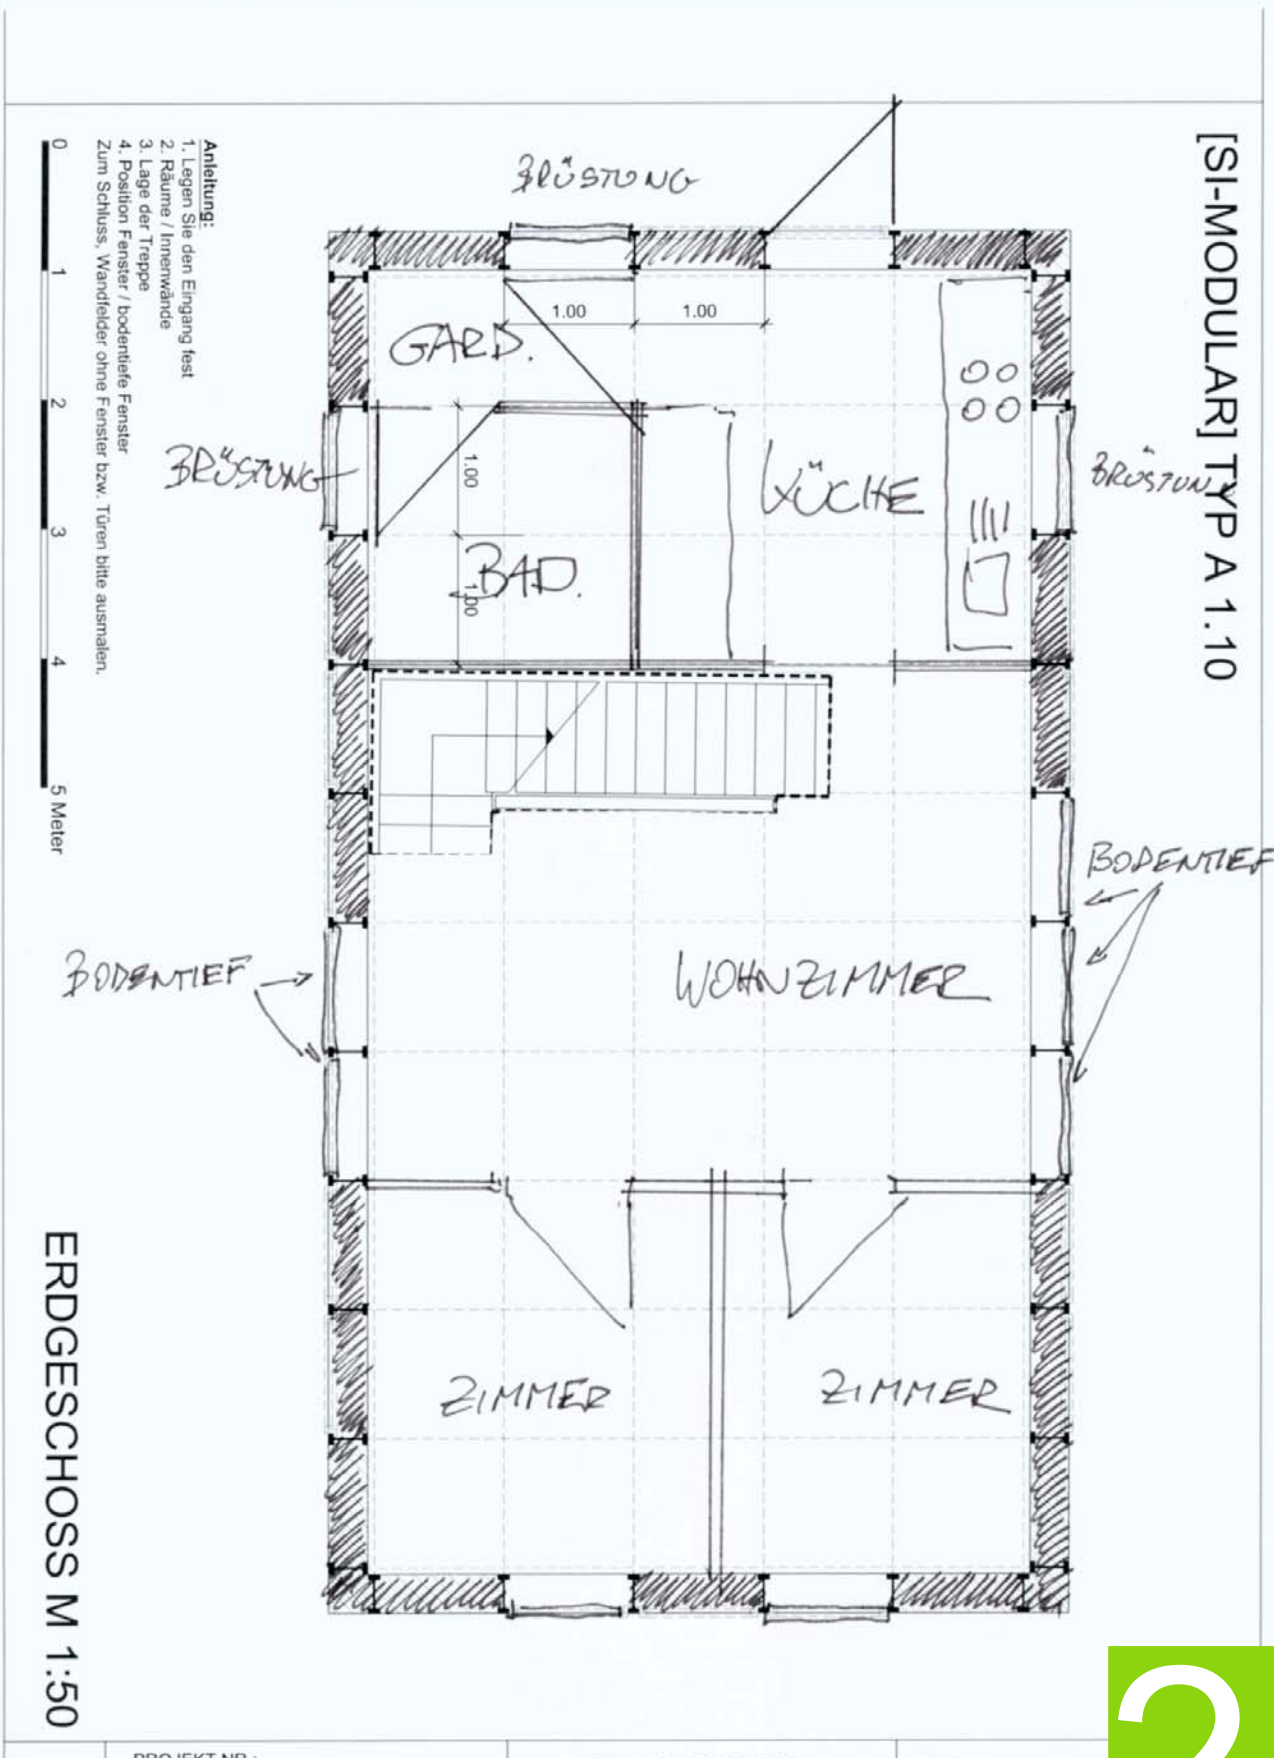 [SI-MODULAR] TYP A 1.10
Anleitung:
1. Legen Sie den Eingang fest
2. Räume / Innenwände
3. Lage der Treppe
4. Position Fenster / bodentiefe Fenster
Zum Schluss, Wandfelder ohne Fenster bzw. Türen bitte ausmalen.
0 1 2 3 4 5 Meter
ERDGESCHOSS M 1:50
BRÜSTUNG
1.00 1.00
GARD.
BRÜSTUNG
1.00
KÜCHE
BRÜSTUNG
BAD.
1.00
BODENTIEF
BODENTIEF
WOHNZIMMER
ZIMMER
ZIMMER
PROJEKT NR.:
2